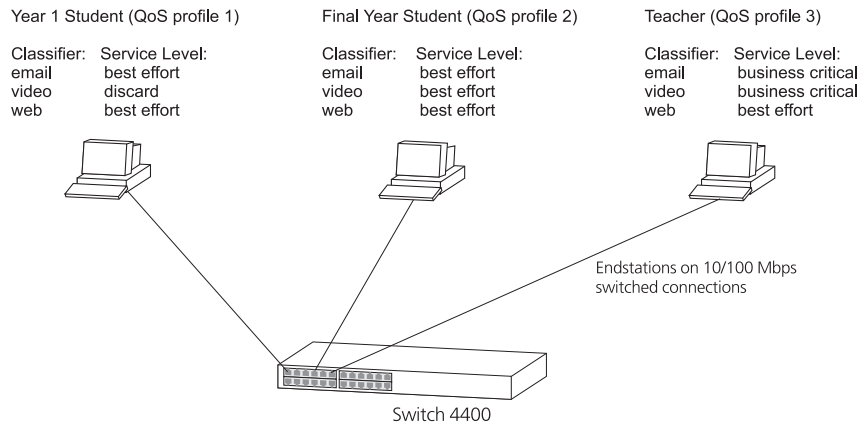 Year 1 Student (QoS profile 1)
Classifier: Service Level:
email best effort
video discard
web best effort
Final Year Student (QoS profile 2)
Classifier: Service Level:
email best effort
video best effort
web best effort
Teacher (QoS profile 3)
Classifier: Service Level:
email business critical
video business critical
web best effort
Endstations on 10/100 Mbps
switched connections
Switch 4400